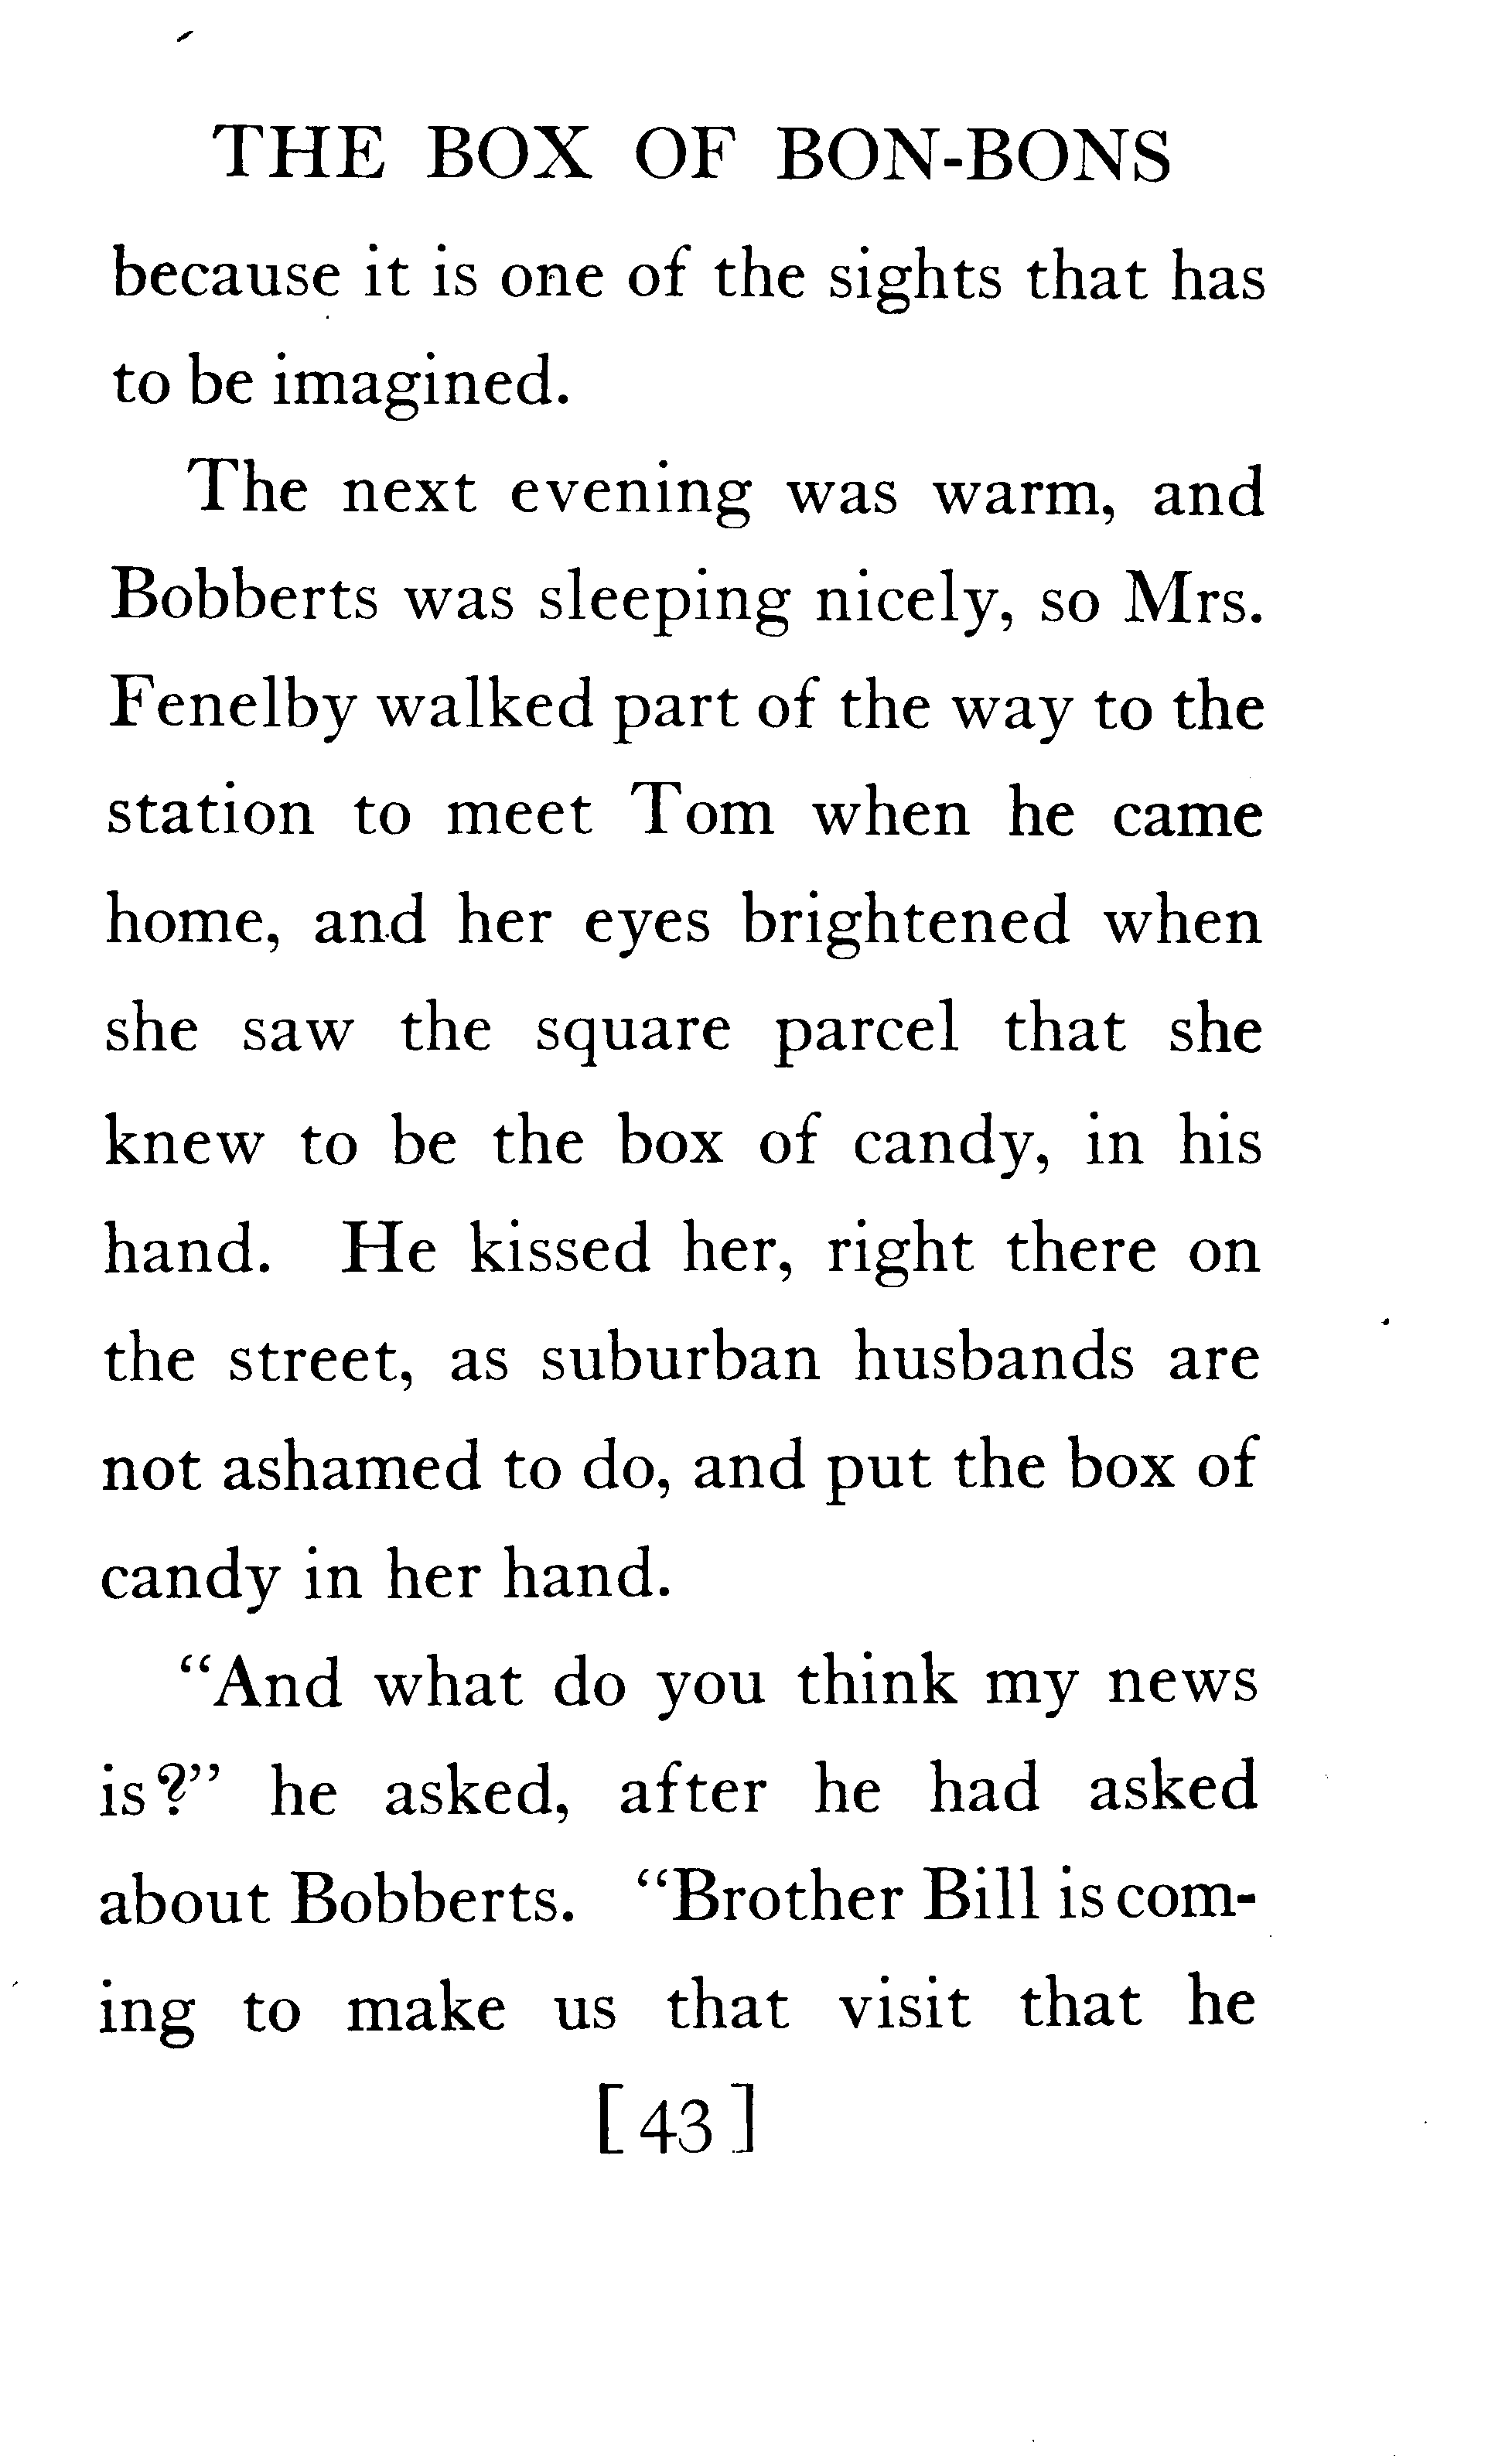 THE BOX OF BON-BONS
because it is one of the sights that has
to be imagined.
The next evening was warm, and
Bobberts was sleeping nicely, so Mrs.
Fenelby walked part of the way to the
station to meet Tom when he came
home, and her eyes brightened when
she saw the square parcel that she
knew to be the box of candy, in his
hand. He kissed her, right there on
the street, as suburban husbands are
not ashamed to do, and put the box of
candy in her hand.
“And what do you think my news
is?” he asked, after he had asked
about Bobberts. “Brother Bill is com-
ing to make us that visit that he
[43]